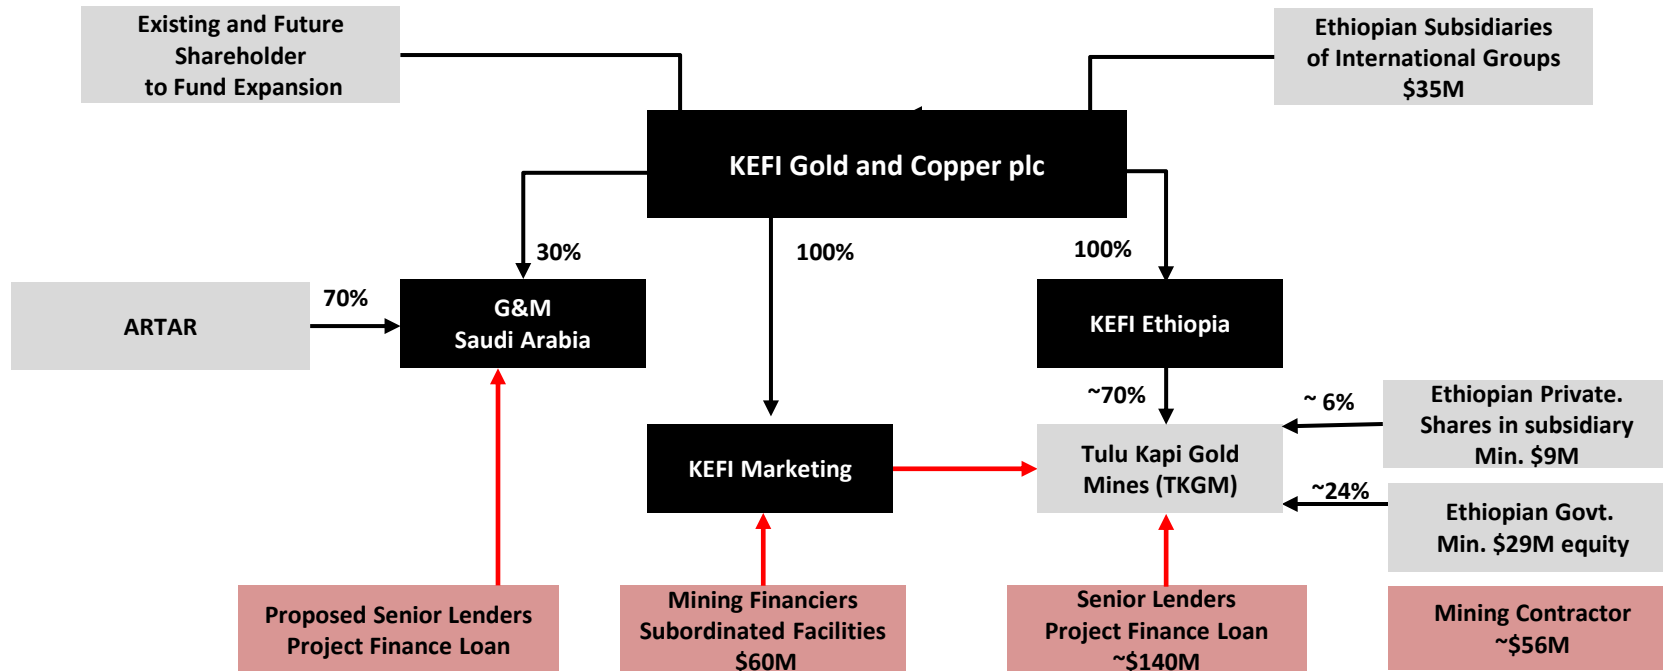 Existing and Future
Shareholder
to Fund Expansion
Ethiopian Subsidiaries
of International Groups
$35M
KEFI Gold and Copper plc
30%
100%
100%
ARTAR
70%
G&M
Saudi Arabia
KEFI Ethiopia
~70%
~ 6%
Ethiopian Private.
Shares in subsidiary
Min. $9M
KEFI Marketing
Tulu Kapi Gold
Mines (TKGM)
~24%
Ethiopian Govt.
Min. $29M equity
Proposed Senior Lenders
Project Finance Loan
Mining Financiers
Subordinated Facilities
$60M
Senior Lenders
Project Finance Loan
~$140M
Mining Contractor
~$56M